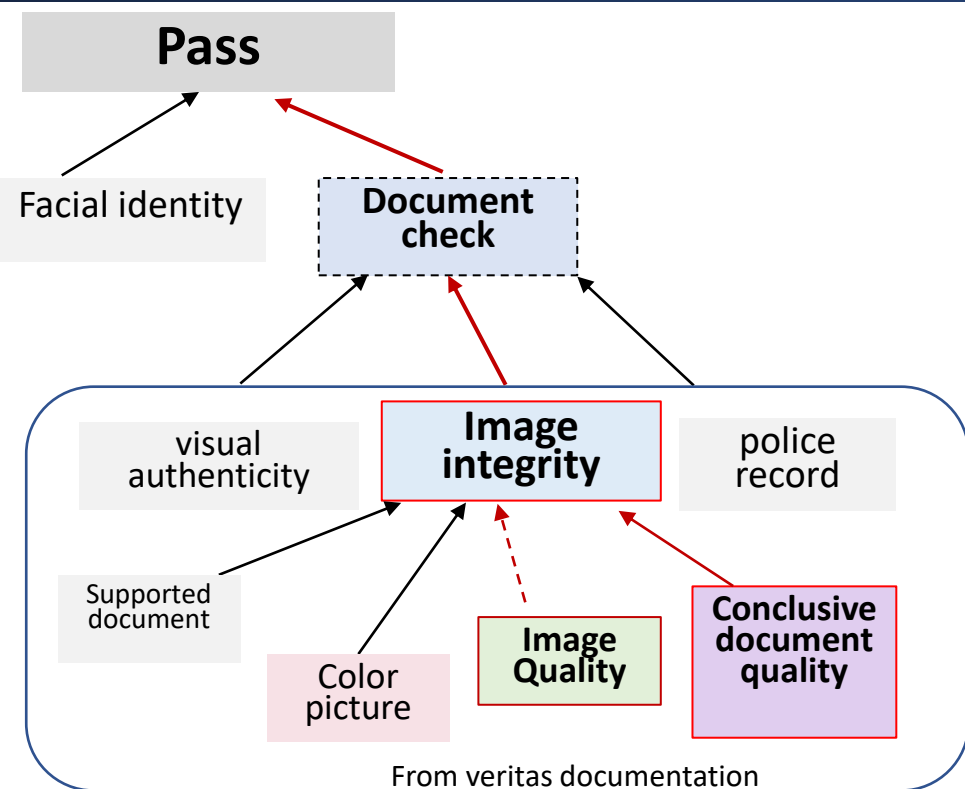 Pass
Facial identity
Document
check
visual
authenticity
Image
integrity
police
record
Supported
document
Color
picture
Image
Quality
Conclusive
document
quality
From veritas documentation